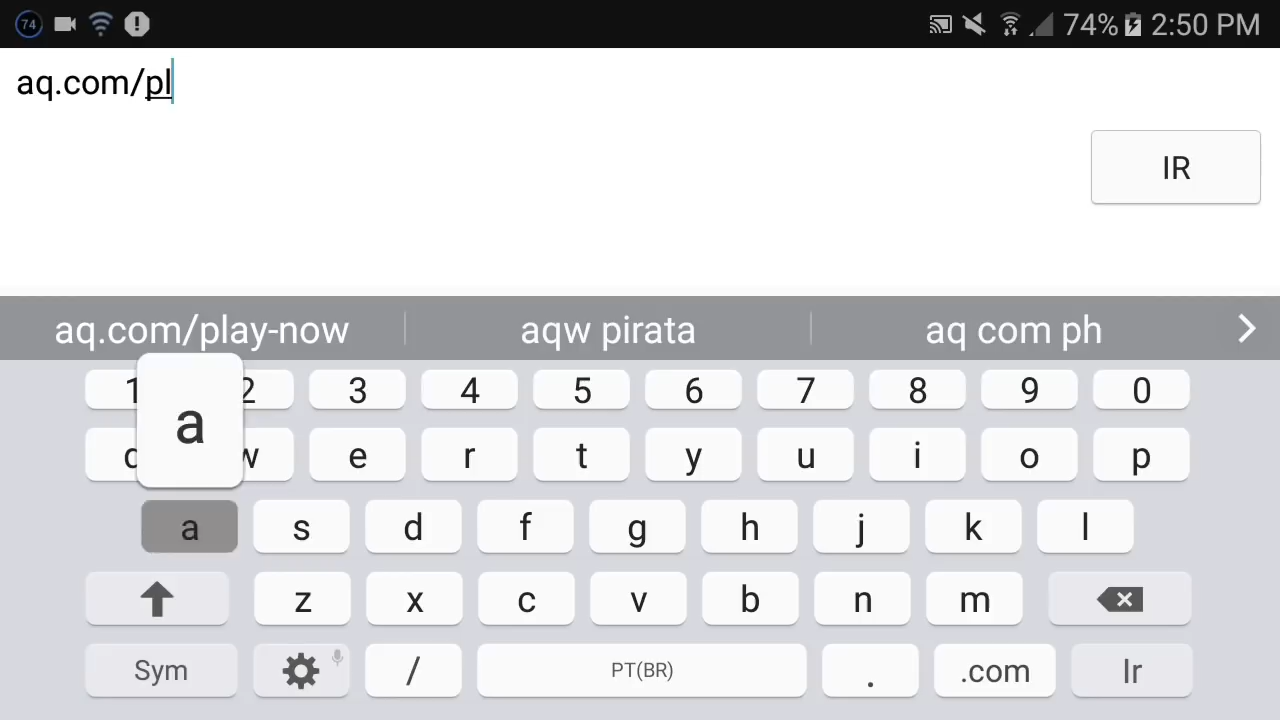 74 74% 2:50 PM
aq.com/pl
IR
aq.com/play-now aqw pirata aq com ph
1 2 3 4 5 6 7 8 9 0
a
q w e r t y u i o p
a s d f g h j k l
z x c v b n m
Sym / PT(BR) . .com Ir